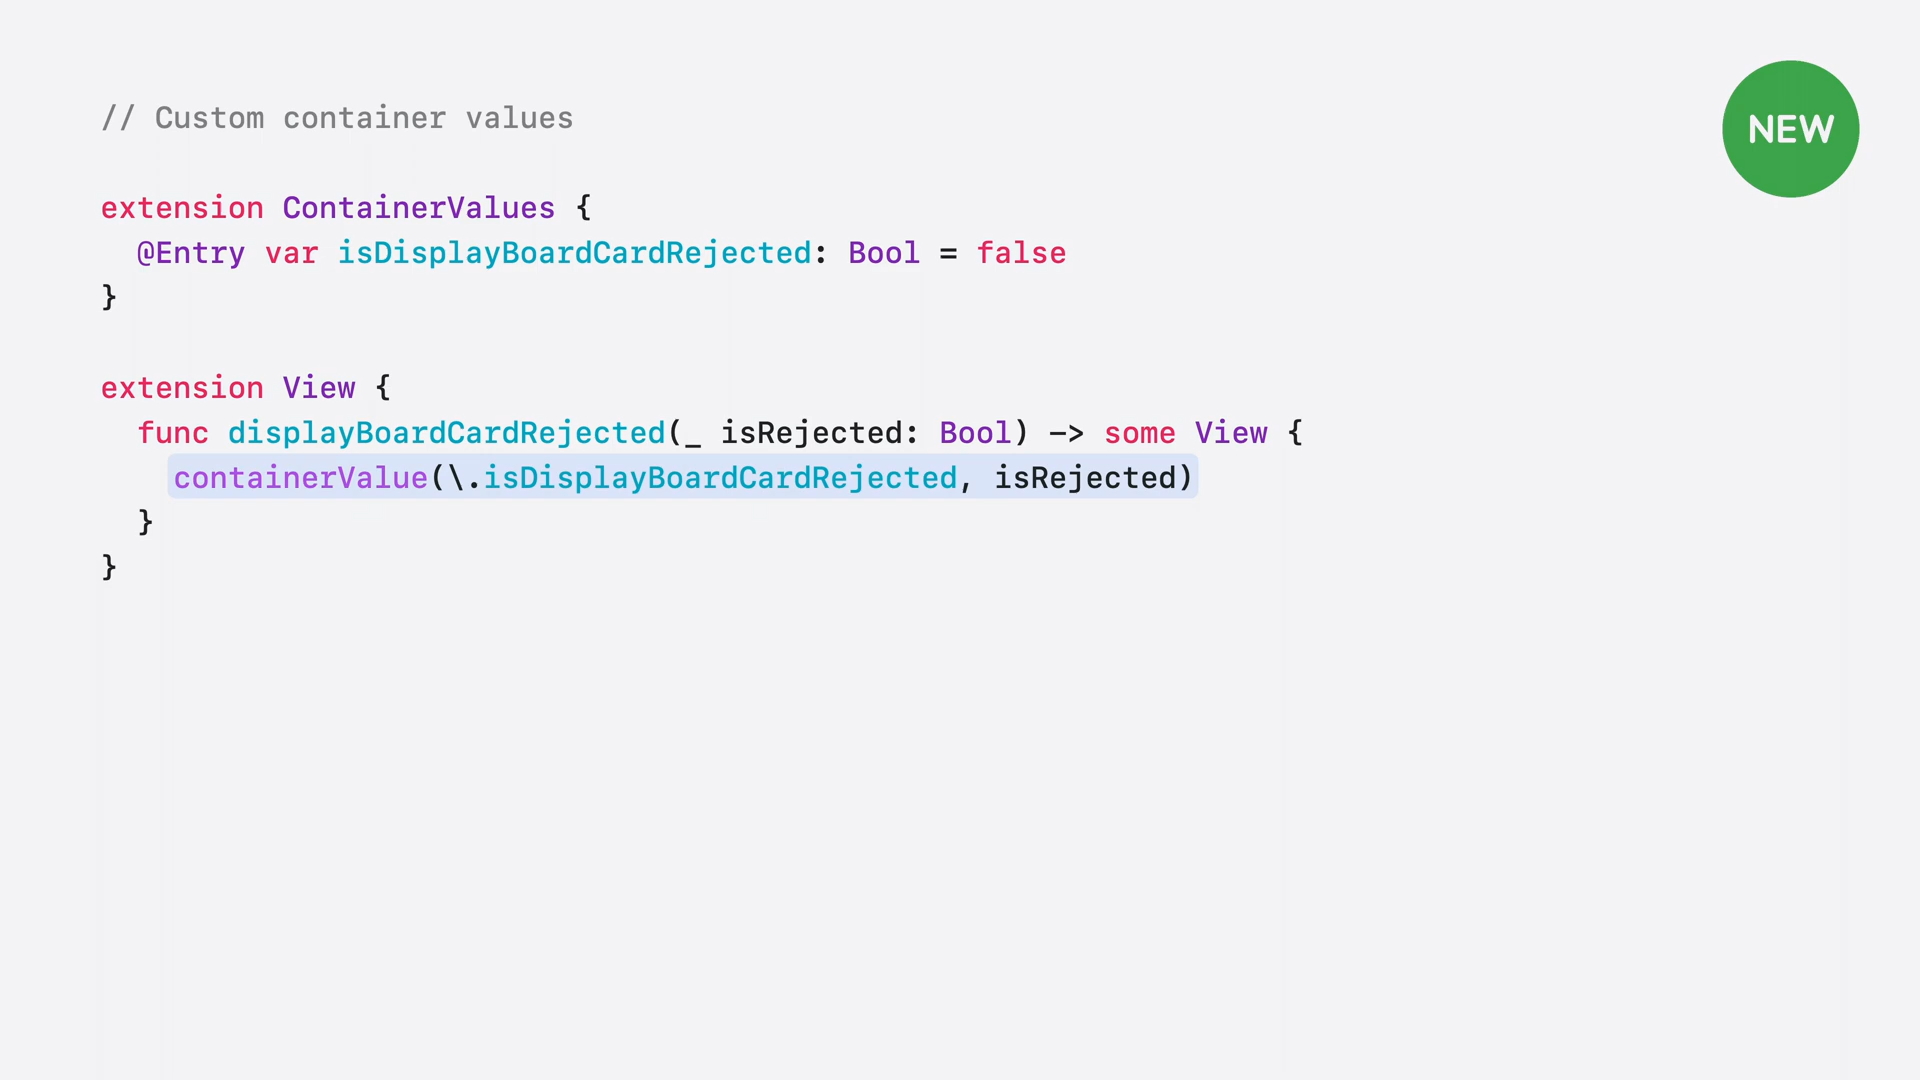 // Custom container values
NEW
extension ContainerValues {
  @Entry var isDisplayBoardCardRejected: Bool = false
}
extension View {
  func displayBoardCardRejected(_ isRejected: Bool) -> some View {
    containerValue(\.isDisplayBoardCardRejected, isRejected)
  }
}